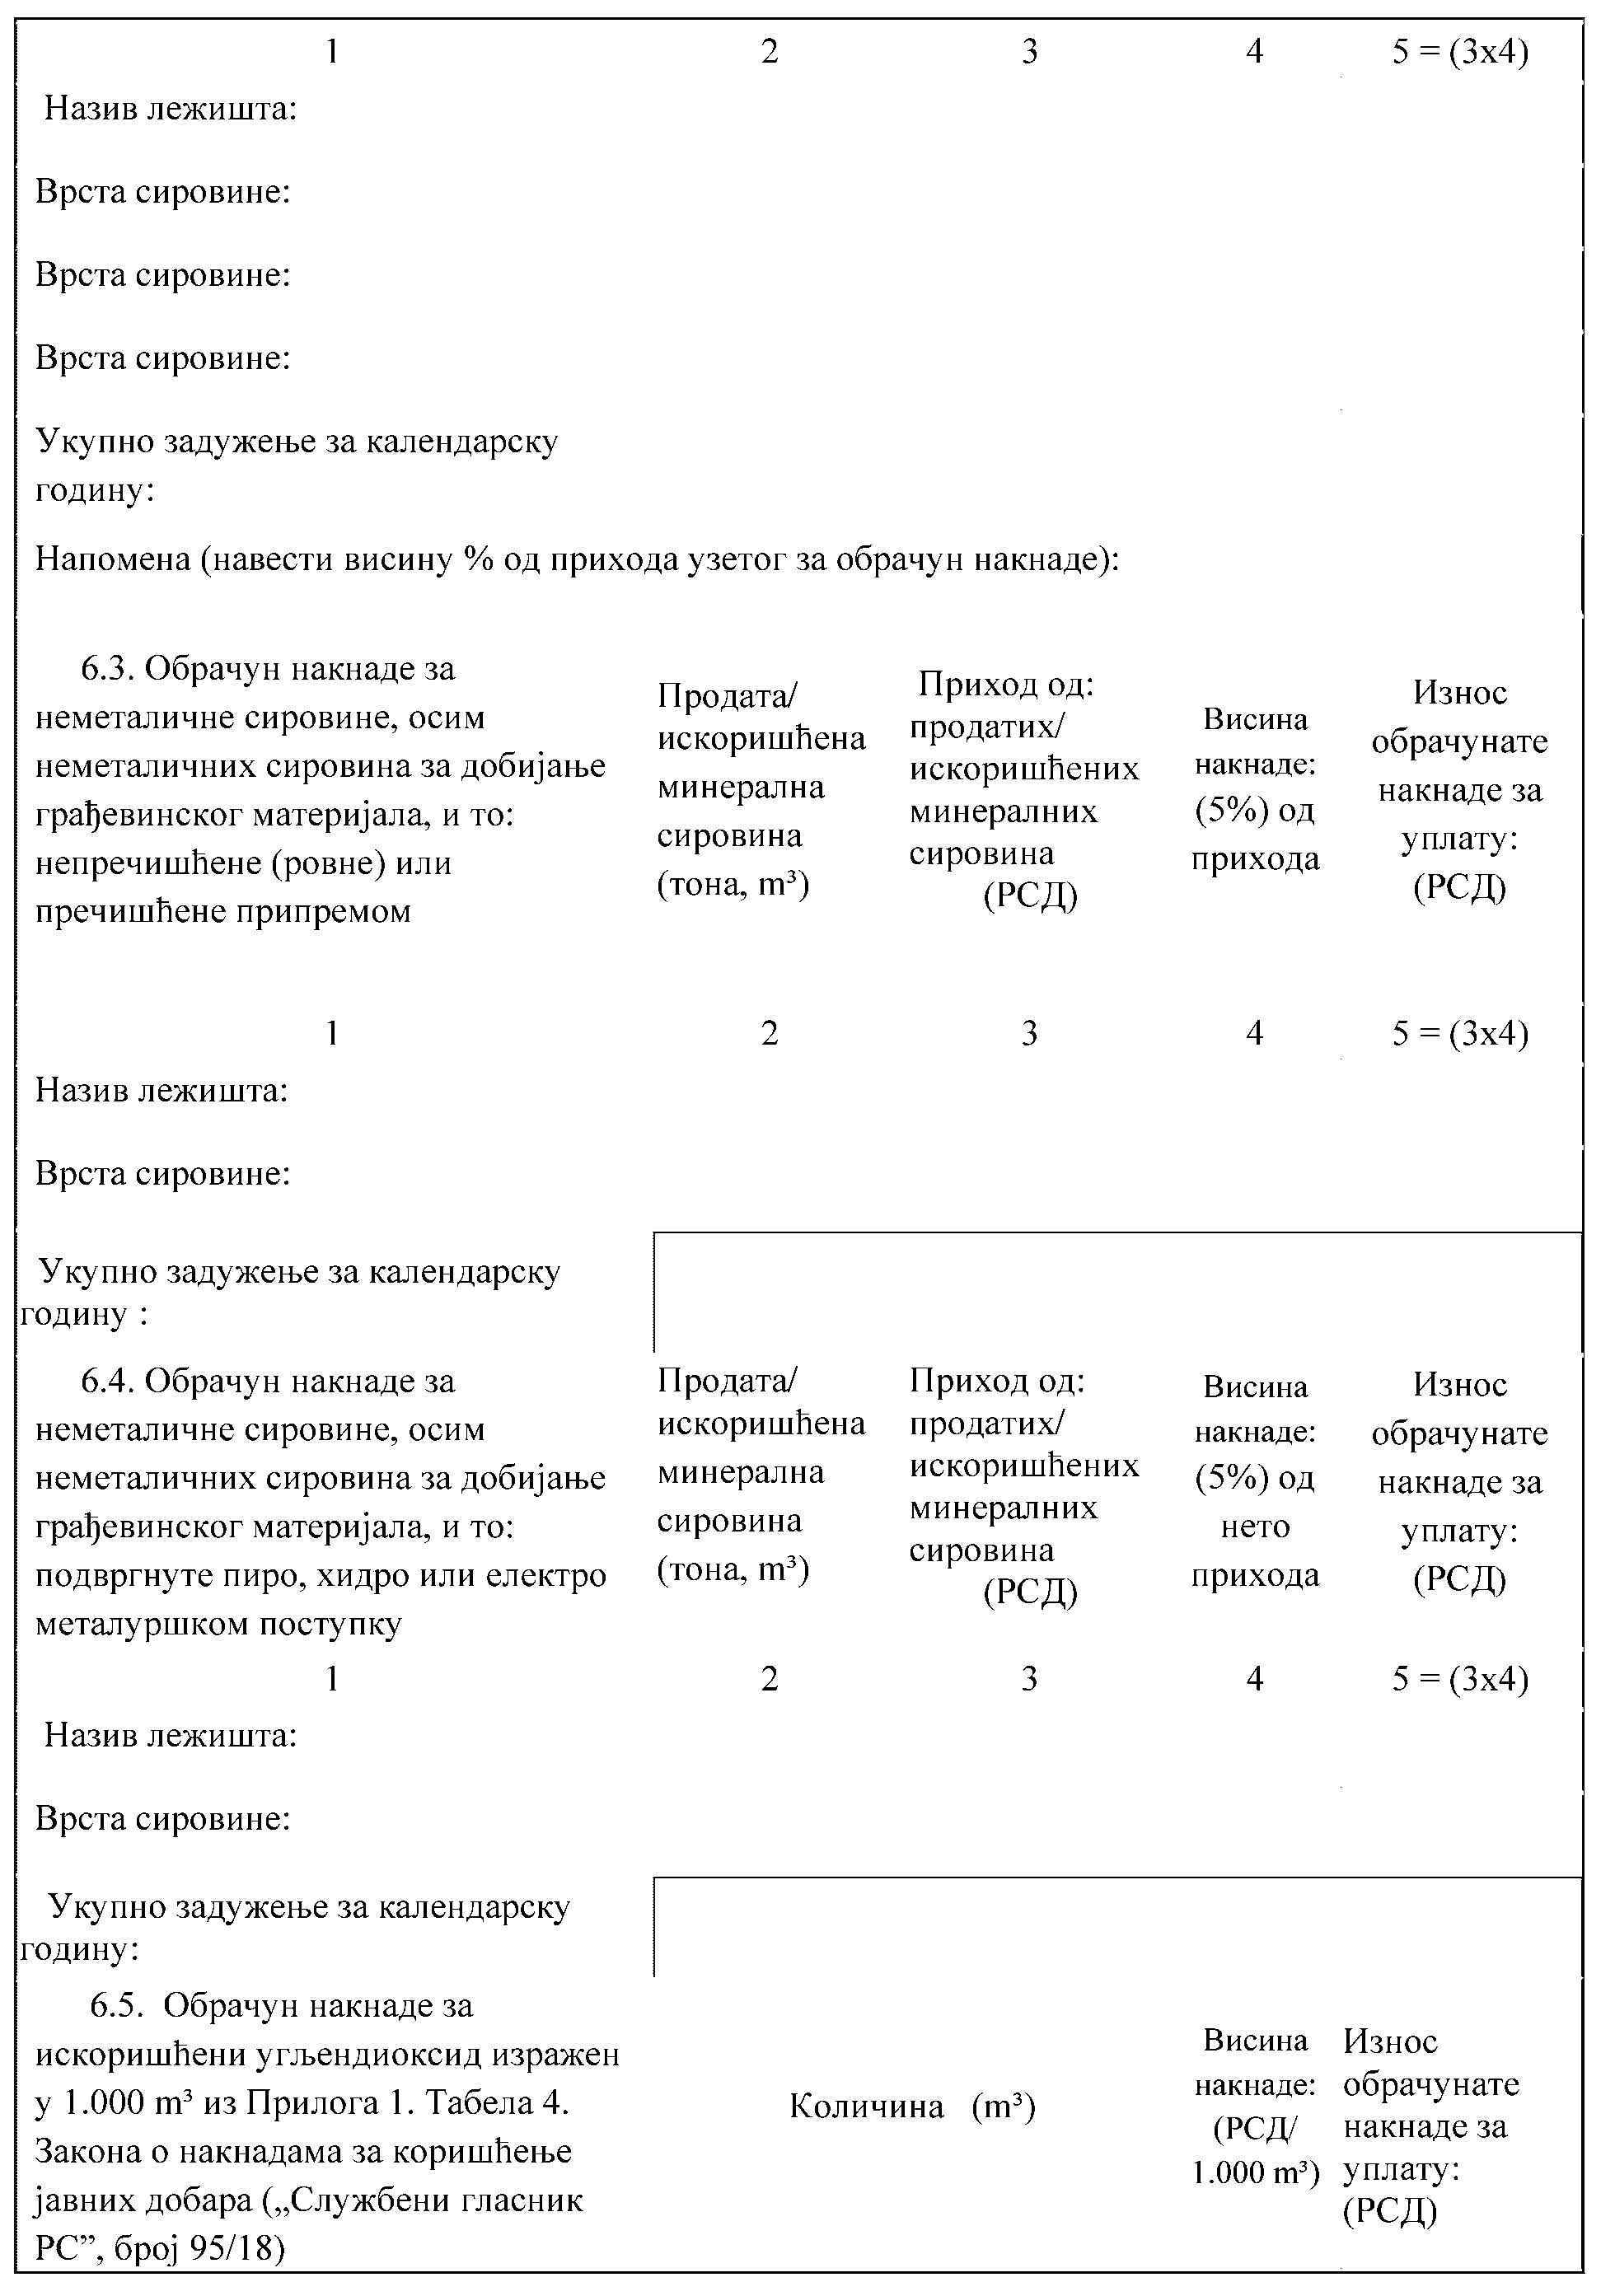 1 2 3 4 5 = (3x4)
Назив лежишта:
Врста сировине:
Врста сировине:
Врста сировине:
Укупно задужење за календарску
годину:
Напомена (навести висину % од прихода узетог за обрачун накнаде):
6.3. Обрачун накнаде за
неметаличне сировине, осим
неметаличних сировина за добијање
грађевинског материјала, и то:
непречишћене (ровне) или
пречишћене припремом
Продата/
искоришћена
минерална
сировина
(тона, m³)
Приход од:
продатих/
искоришћених
минералних
сировина
(РСД)
Висина
накнаде:
(5%) од
прихода
Износ
обрачунате
накнаде за
уплату:
(РСД)
1 2 3 4 5 = (3x4)
Назив лежишта:
Врста сировине:
Укупно задужење за календарску
годину :
6.4. Обрачун накнаде за
неметаличне сировине, осим
неметаличних сировина за добијање
грађевинског материјала, и то:
подвргнуте пиро, хидро или електро
металуршком поступку
Продата/
искоришћена
минерална
сировина
(тона, m³)
Приход од:
продатих/
искоришћених
минералних
сировина
(РСД)
Висина
накнаде:
(5%) од
нето
прихода
Износ
обрачунате
накнаде за
уплату:
(РСД)
1 2 3 4 5 = (3x4)
Назив лежишта:
Врста сировине:
Укупно задужење за календарску
годину:
6.5. Обрачун накнаде за
искоришћени угљендиоксид изражен
у 1.000 m³ из Прилога 1. Табела 4.
Закона о накнадама за коришћење
јавних добара („Службени гласник
РС”, број 95/18)
Количина (m³)
Висина
накнаде:
(РСД/
1.000 m³)
Износ
обрачунате
накнаде за
уплату:
(РСД)